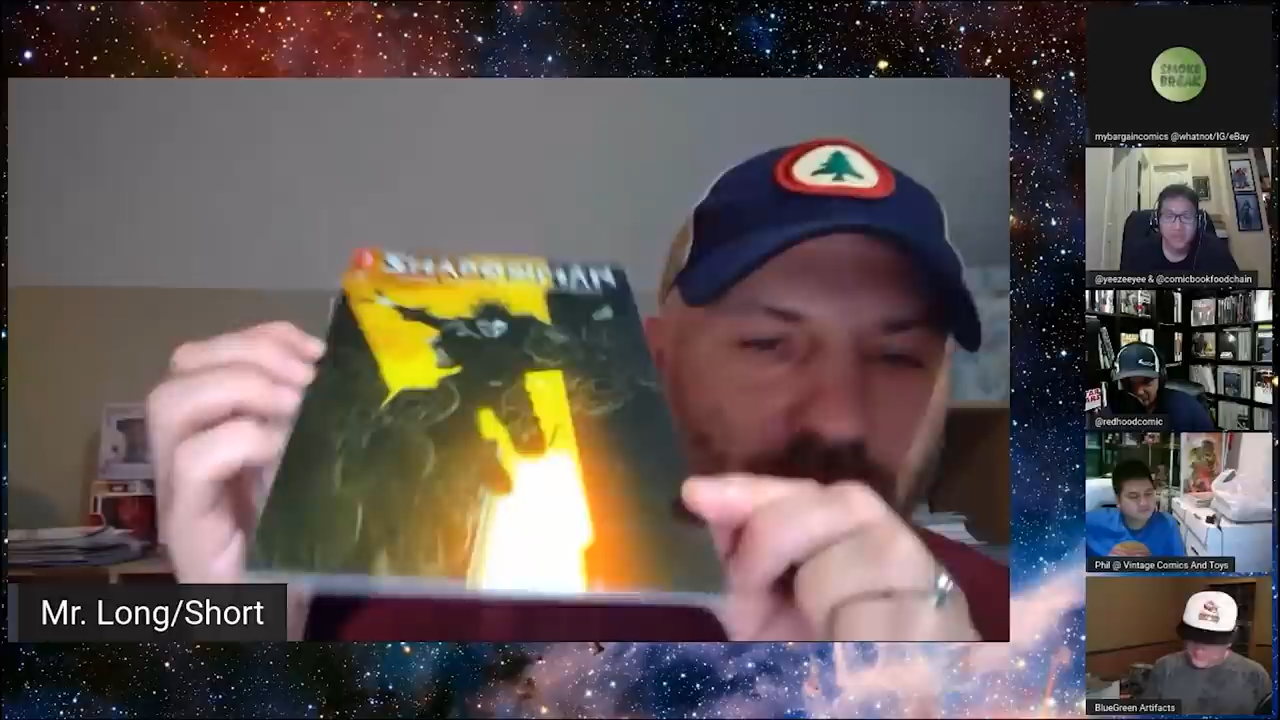 SHADOWMAN
Mr. Long/Short
SMOKE
BREAK
mybargaincomics @whatnot/IG/eBay
@yeezeeyee & @comicbookfoodchain
@redhoodcomic
Phil @ Vintage Comics And Toys
BlueGreen Artifacts